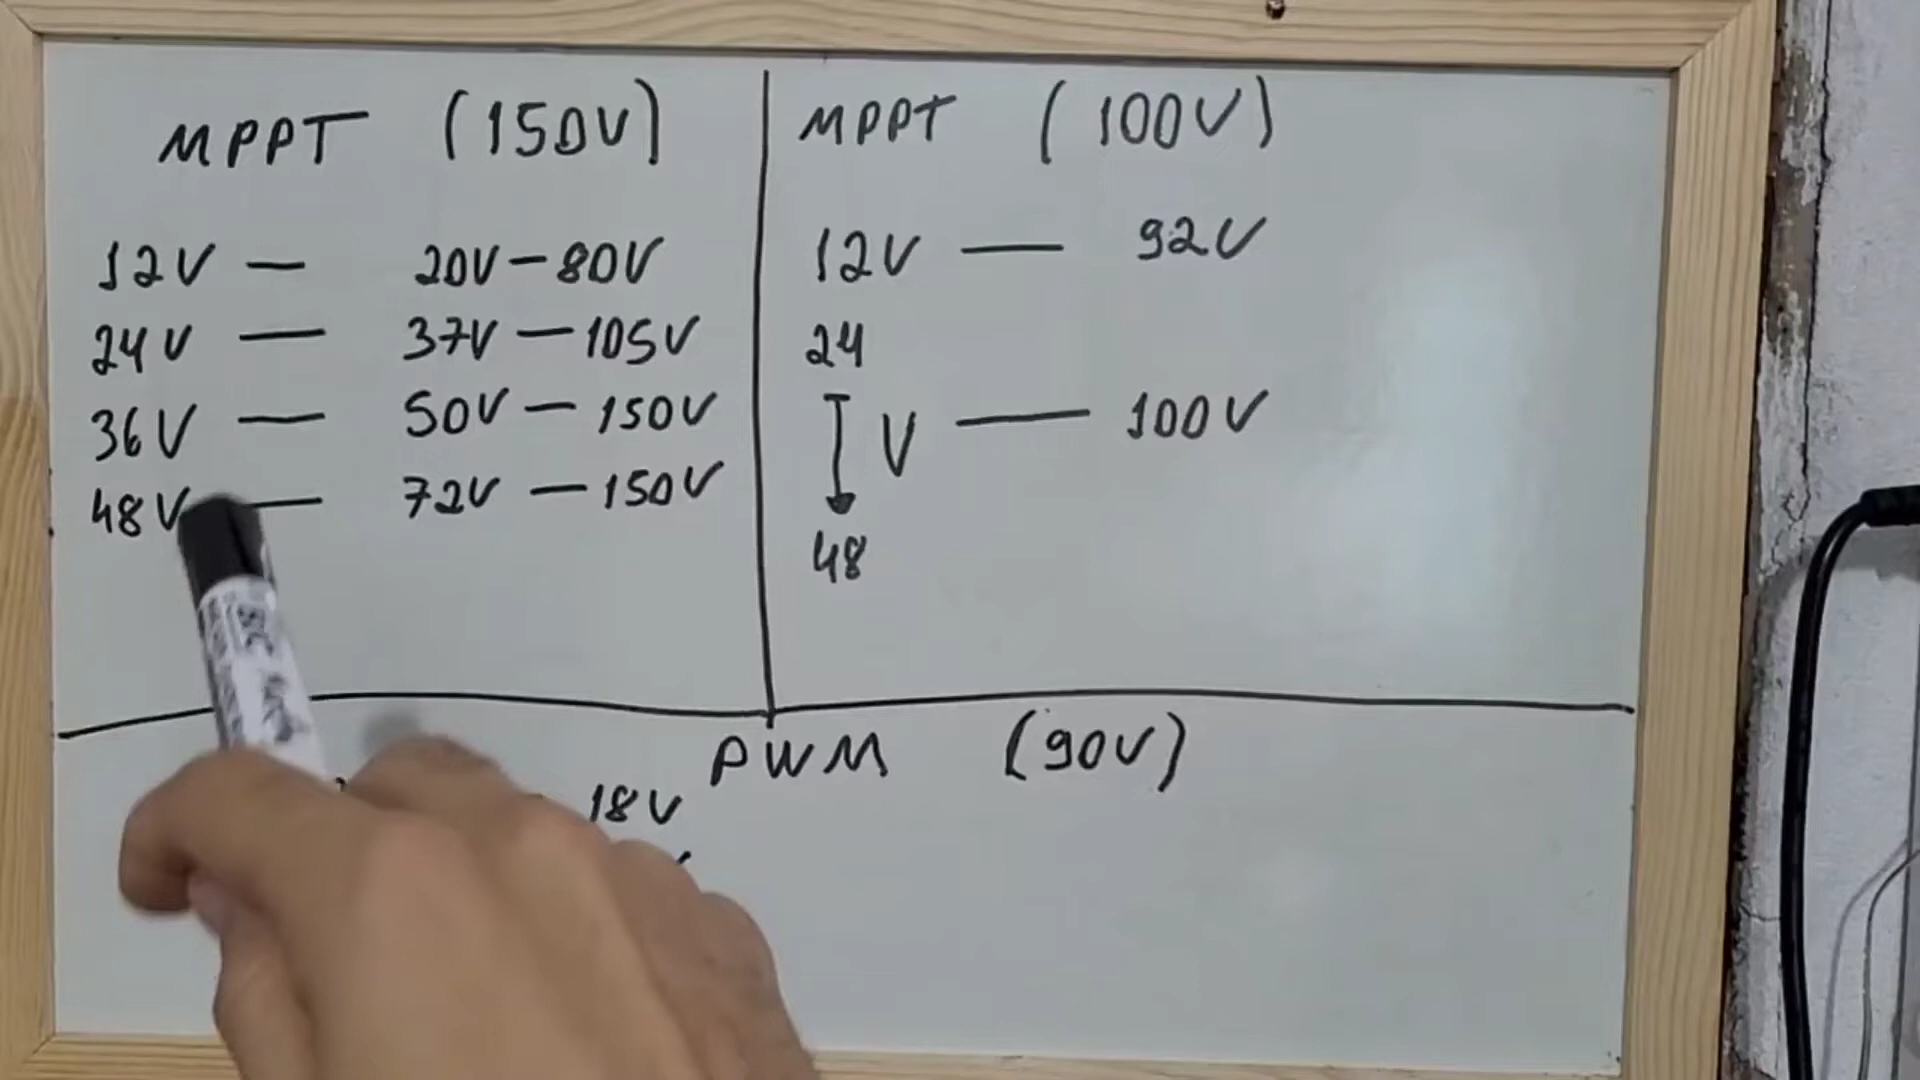 MPPT (150V)
12V — 20V — 80V
24V — 37V — 105V
36V — 50V — 150V
48V — 72V — 150V
MPPT (100V)
12V — 92V
24
V — 100V
48
PWM (90V)
18V